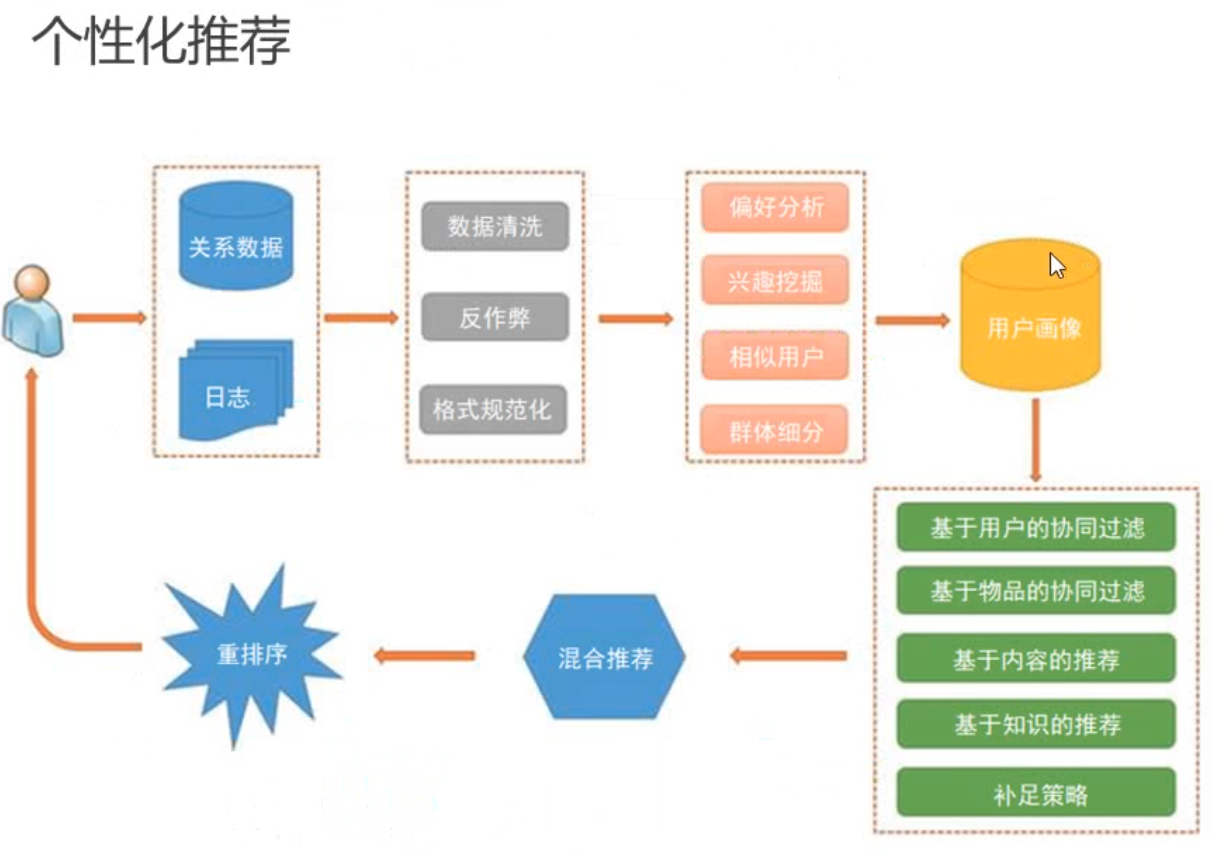 个性化推荐
关系数据
日志
数据清洗
反作弊
格式规范化
偏好分析
兴趣挖掘
相似用户
群体细分
用户画像
基于用户的协同过滤
基于物品的协同过滤
基于内容的推荐
基于知识的推荐
补足策略
混合推荐
重排序